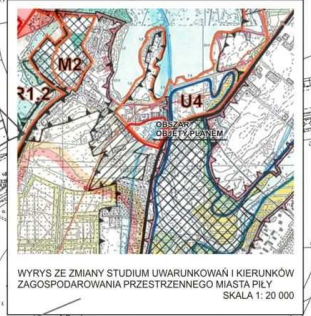 M2
R1,2
U4
OBSZAR
OBJĘTY PLANEM
WYRYS ZE ZMIANY STUDIUM UWARUNKOWAŃ I KIERUNKÓW
ZAGOSPODAROWANIA PRZESTRZENNEGO MIASTA PIŁY
SKALA 1: 20 000